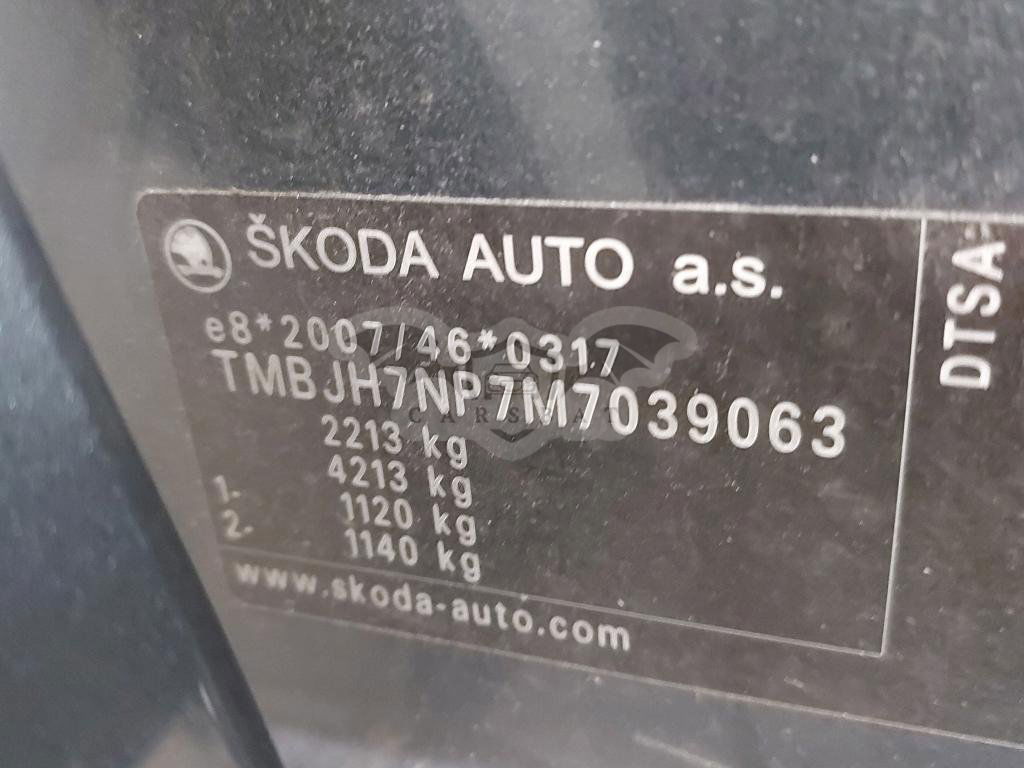 ŠKODA AUTO a.s.
e8*2007/46*0317
TMBJH7NP7M7039063
2213 kg
4213 kg
1. 1120 kg
2. 1140 kg
www.skoda-auto.com
DTSA
CARSBAT